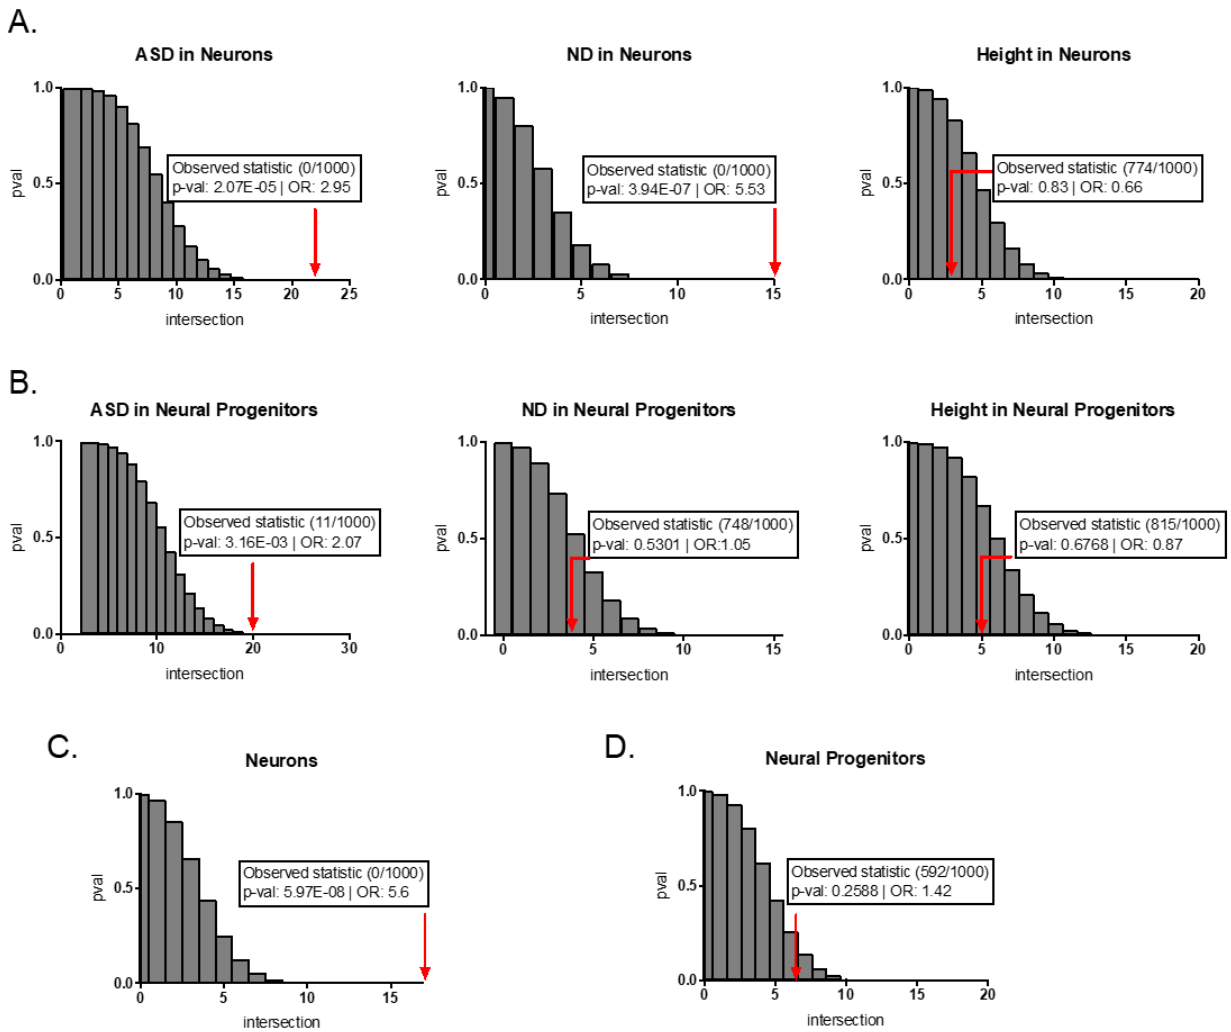 A.
ASD in Neurons
ND in Neurons
Height in Neurons
1.0
0.5
0.0
pval
Observed statistic (0/1000)
p-val: 2.07E-05 | OR: 2.95
0 5 10 15 20 25
intersection
1.0
0.5
0.0
pval
Observed statistic (0/1000)
p-val: 3.94E-07 | OR: 5.53
0 5 10 15
intersection
1.0
0.5
0.0
pval
Observed statistic (774/1000)
p-val: 0.83 | OR: 0.66
0 5 10 15 20
intersection
B.
ASD in Neural Progenitors
ND in Neural Progenitors
Height in Neural Progenitors
1.0
0.5
0.0
pval
Observed statistic (11/1000)
p-val: 3.16E-03 | OR: 2.07
0 10 20 30
intersection
1.0
0.5
0.0
pval
Observed statistic (748/1000)
p-val: 0.5301 | OR:1.05
0 5 10 15
intersection
1.0
0.5
0.0
pval
Observed statistic (815/1000)
p-val: 0.6768 | OR: 0.87
0 5 10 15 20
intersection
C.
Neurons
1.0
0.5
0.0
pval
Observed statistic (0/1000)
p-val: 5.97E-08 | OR: 5.6
0 5 10 15
intersection
D.
Neural Progenitors
1.0
0.5
0.0
pval
Observed statistic (592/1000)
p-val: 0.2588 | OR: 1.42
0 5 10 15 20
intersection